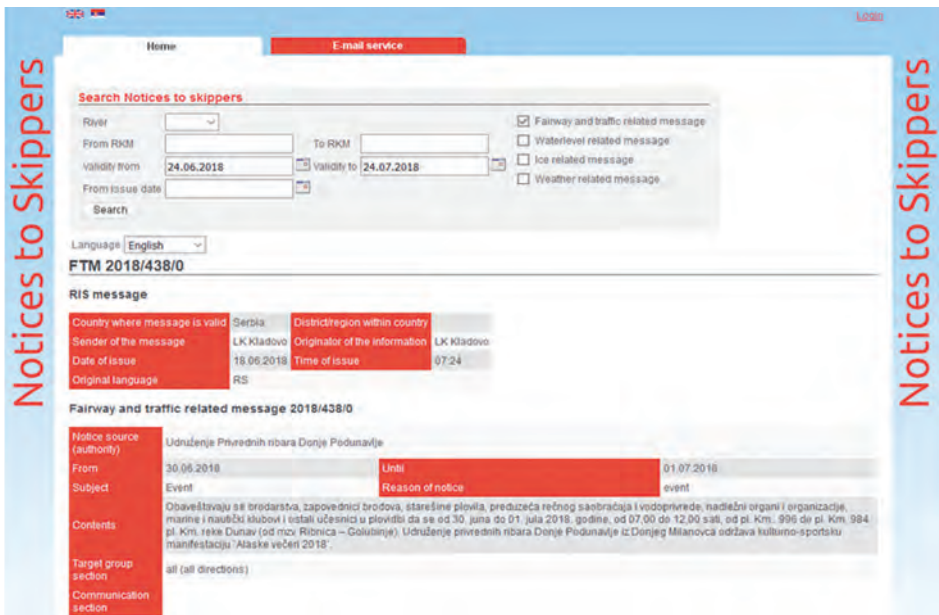 Login
Home E-mail service
Notices to Skippers
Search Notices to skippers
River
From RKM To RKM
Validity from 24.06.2018 Validity to 24.07.2018
From issue date
Search
Fairway and traffic related message
Waterlevel related message
Ice related message
Weather related message
Language English
FTM 2018/438/0
RIS message
Country where message is valid Serbia District/region within country
Sender of the message LK Kladovo Originator of the information LK Kladovo
Date of issue 18.06.2018 Time of issue 07:24
Original language RS
Fairway and traffic related message 2018/438/0
Notice source
(authority)
Udruženje Privrednih ribara Donje Podunavlje
From 30.06.2018 Until 01.07.2018
Subject Event Reason of notice event
Contents
Obaveštavaju se brodarstva, zapovednici brodova, starešine plovila, preduzeća rečnog saobraćaja i vodoprivrede, nadležni organi i organizacije,
marine i nautički klubovi i ostali učesnici u plovidbi da se od 30. juna do 01. jula 2018. godine, od 07,00 do 12,00 sati, od pl. Km.: 996 de pl. Km. 984
pl. Km. reke Dunav (od mzv. Ribnica – Golubinje), Udruženje privrednih ribara Donje Podunavlje iz Donjeg Milanovca održava kulturno-sportsku
manifestaciju 'Alaske večeri 2018'.
Target group
section
all (all directions)
Communication
section
Notices to Skippers